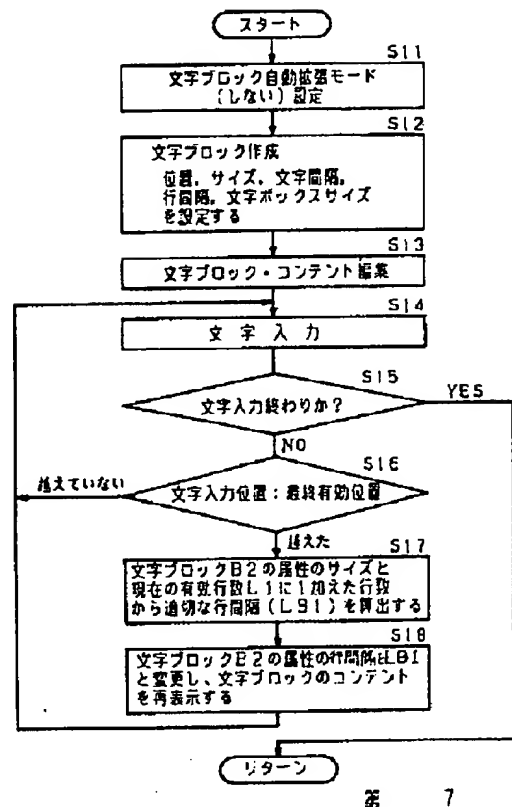 スタート
S11
文字ブロック自動拡張モード
(しない)設定
S12
文字ブロック作成
位置,サイズ,文字間隔,
行間隔,文字ボックスサイズ
を設定する
S13
文字ブロック・コンテント編集
S14
文字入力
S15
文字入力終わりか?
YES
NO
S16
越えていない
文字入力位置:最終有効位置
越えた
S17
文字ブロックB2の属性のサイズと
現在の有効行数L1に1加えた行数
から適切な行間隔(LB1)を算出する
S18
文字ブロックB2の属性の行間隔をLB1
と変更し、文字ブロックのコンテント
を再表示する
リターン
第 7